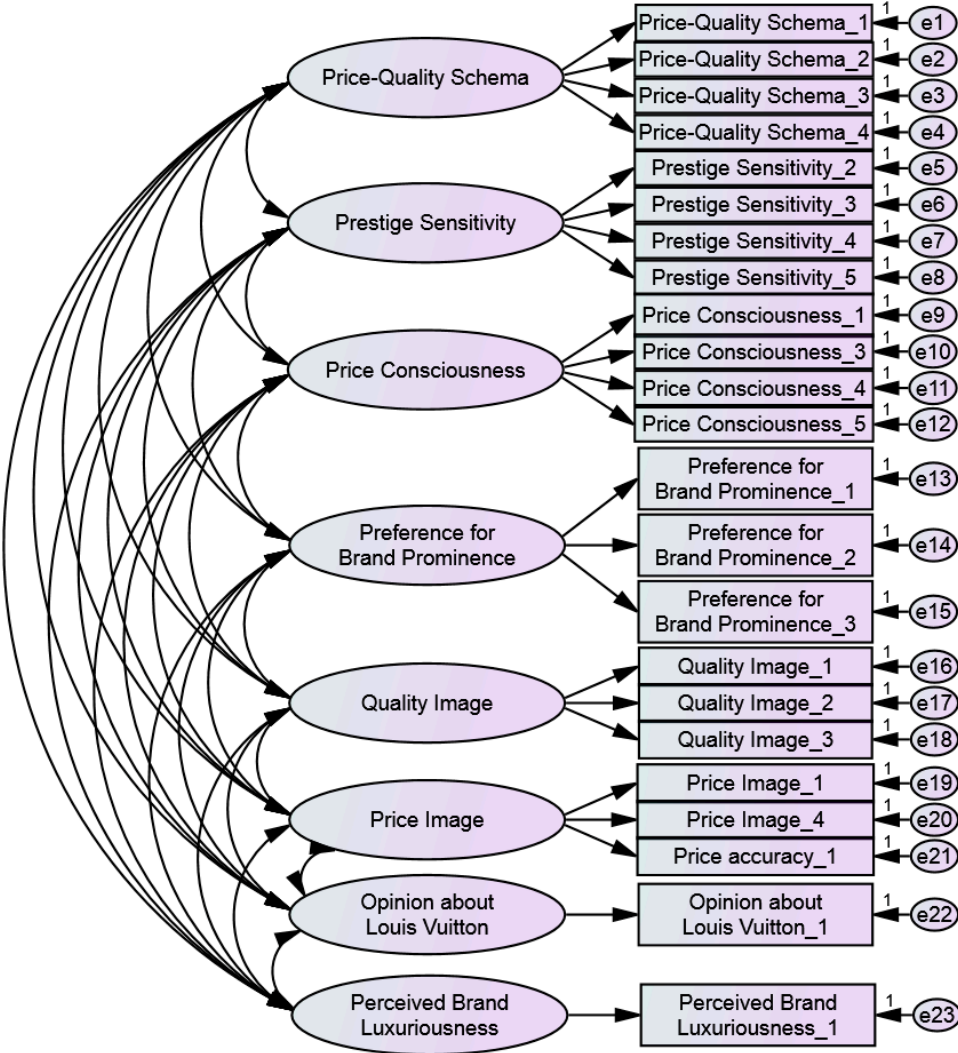 Price-Quality Schema
Price-Quality Schema_1
1
e1
Price-Quality Schema_2
1
e2
Price-Quality Schema_3
1
e3
Price-Quality Schema_4
1
e4
Prestige Sensitivity
Prestige Sensitivity_2
1
e5
Prestige Sensitivity_3
1
e6
Prestige Sensitivity_4
1
e7
Prestige Sensitivity_5
1
e8
Price Consciousness
Price Consciousness_1
1
e9
Price Consciousness_3
1
e10
Price Consciousness_4
1
e11
Price Consciousness_5
1
e12
Preference for
Brand Prominence
Preference for
Brand Prominence_1
1
e13
Preference for
Brand Prominence_2
1
e14
Preference for
Brand Prominence_3
1
e15
Quality Image
Quality Image_1
1
e16
Quality Image_2
1
e17
Quality Image_3
1
e18
Price Image
Price Image_1
1
e19
Price Image_4
1
e20
Price accuracy_1
1
e21
Opinion about
Louis Vuitton
Opinion about
Louis Vuitton_1
1
e22
Perceived Brand
Luxuriousness
Perceived Brand
Luxuriousness_1
1
e23